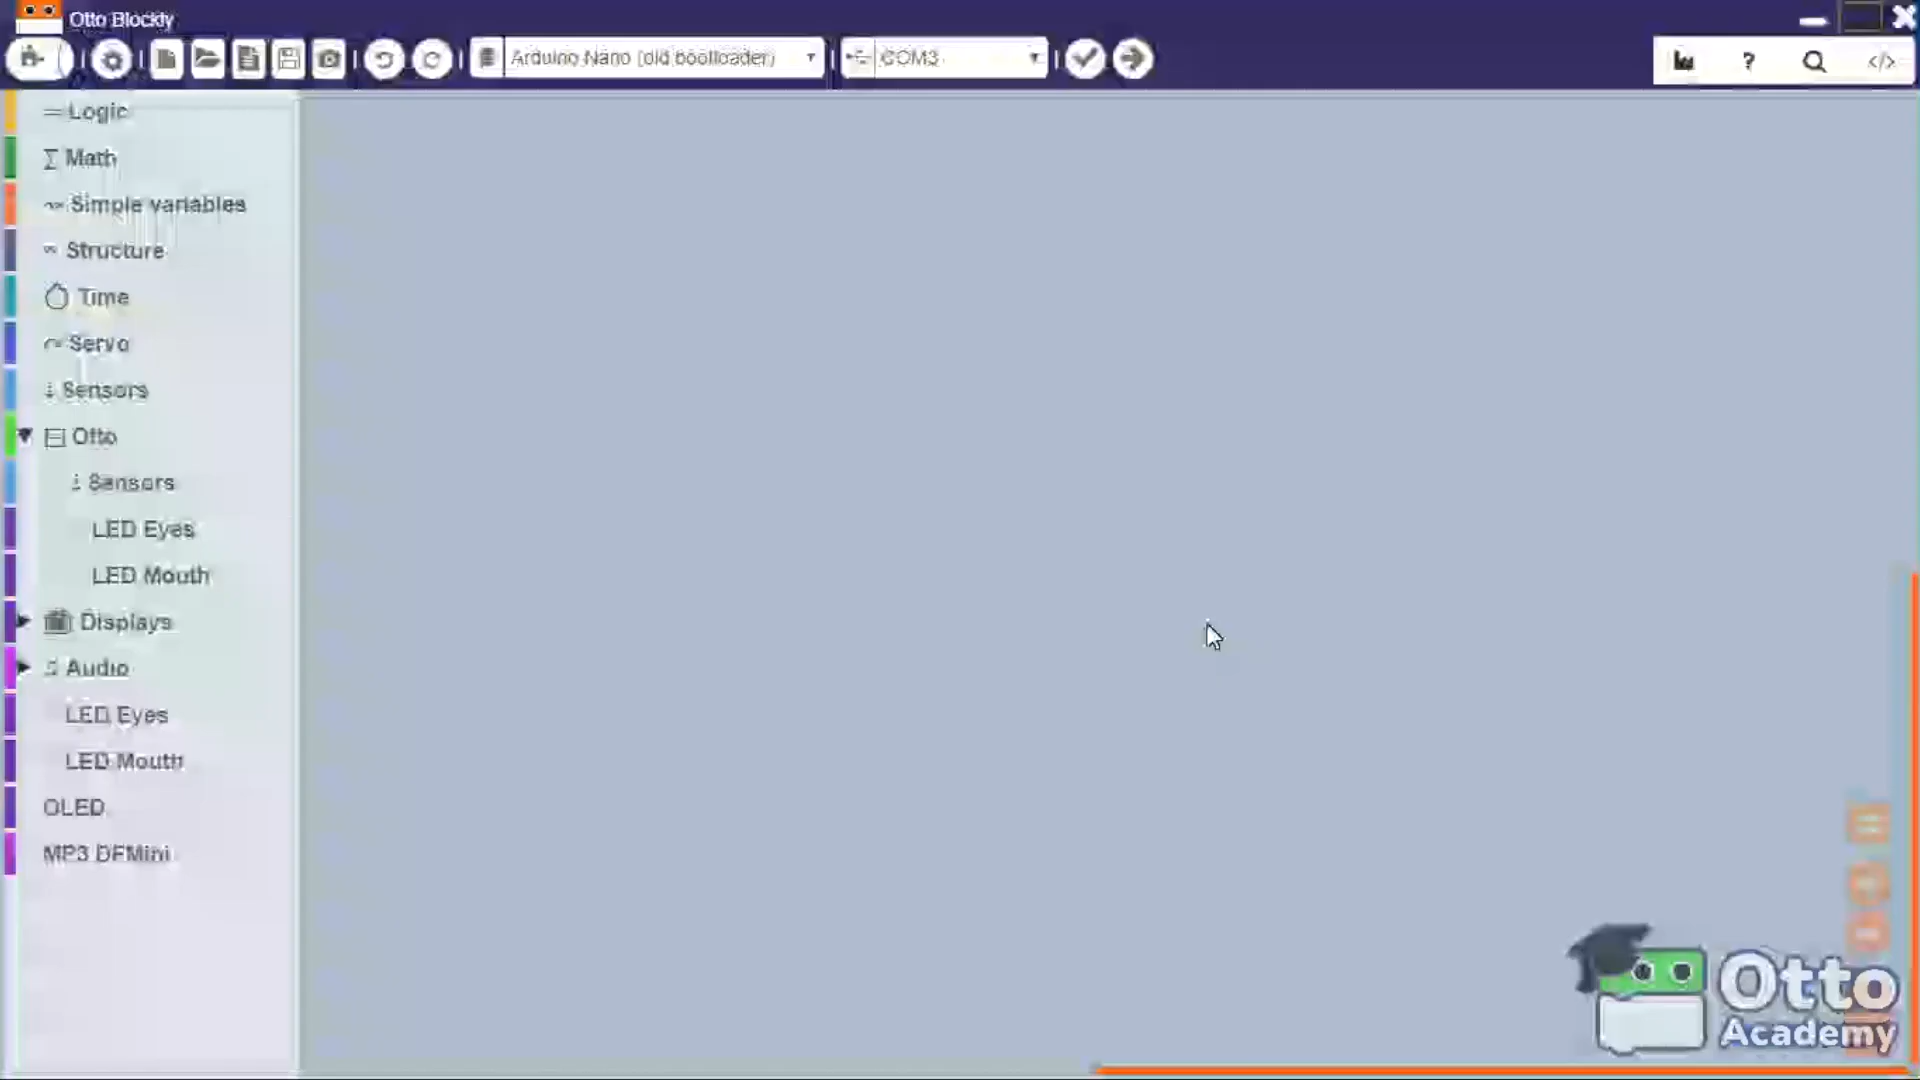 Otto Blockly
Arduino Nano (old bootloader)
COM3
?
</>
Logic
Math
Simple variables
Structure
Time
Servo
Sensors
Otto
Sensors
LED Eyes
LED Mouth
Displays
Audio
LED Eyes
LED Mouth
OLED
MP3 DFMini
Otto
Academy